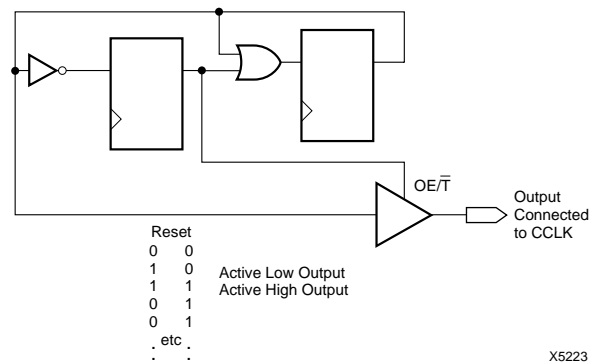 OE/T̅
Output
Connected
to CCLK
Reset
0 0
1 0 Active Low Output
1 1 Active High Output
0 1
0 1
. etc .
. .
X5223